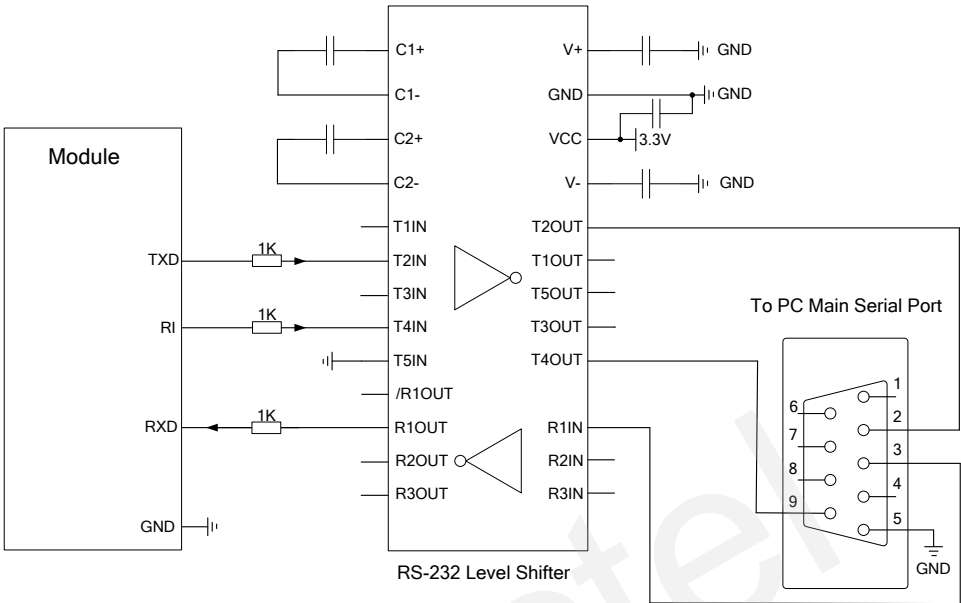 C1+
V+
GND
C1-
GND
GND
C2+
VCC
3.3V
Module
C2-
V-
GND
T1IN
T2OUT
TXD
1K
T2IN
T1OUT
T3IN
T5OUT
To PC Main Serial Port
RI
1K
T4IN
T3OUT
T5IN
T4OUT
/R1OUT
1
6
2
RXD
1K
R1OUT
R1IN
7
3
R2OUT
R2IN
8
4
R3OUT
R3IN
9
5
GND
GND
RS-232 Level Shifter